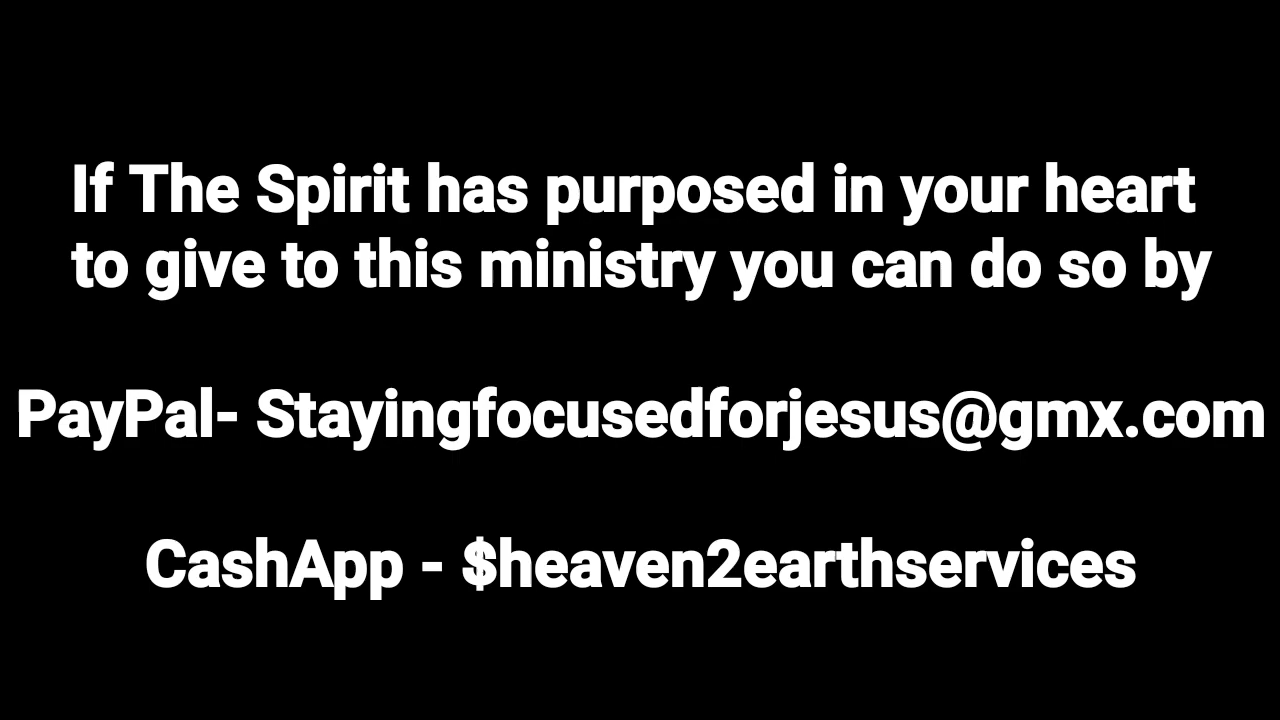 If The Spirit has purposed in your heart
to give to this ministry you can do so by
PayPal- Stayingfocusedforjesus@gmx.com
CashApp - $heaven2earthservices